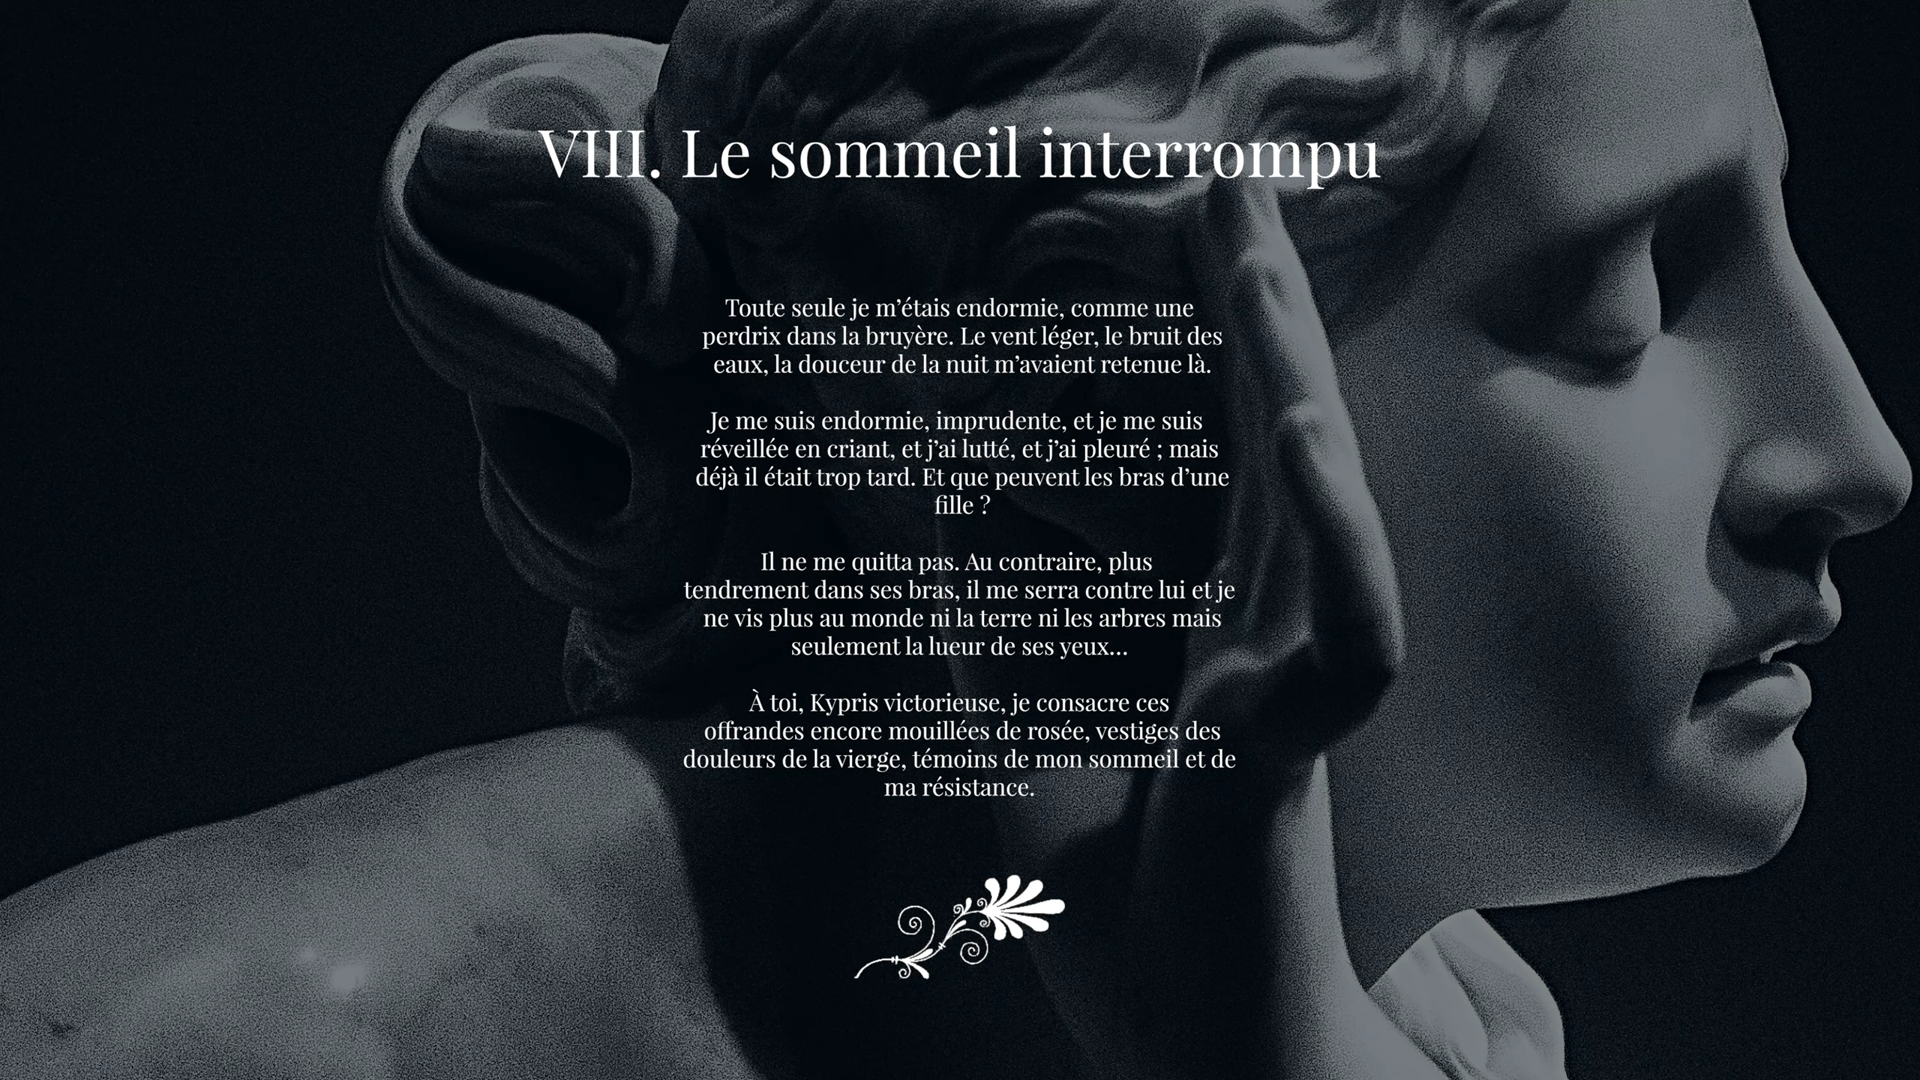 VIII. Le sommeil interrompu
Toute seule je m’étais endormie, comme une
perdrix dans la bruyère. Le vent léger, le bruit des
eaux, la douceur de la nuit m’avaient retenue là.
Je me suis endormie, imprudente, et je me suis
réveillée en criant, et j’ai lutté, et j’ai pleuré ; mais
déjà il était trop tard. Et que peuvent les bras d’une
fille ?
Il ne me quitta pas. Au contraire, plus
tendrement dans ses bras, il me serra contre lui et je
ne vis plus au monde ni la terre ni les arbres mais
seulement la lueur de ses yeux...
À toi, Kypris victorieuse, je consacre ces
offrandes encore mouillées de rosée, vestiges des
douleurs de la vierge, témoins de mon sommeil et de
ma résistance.